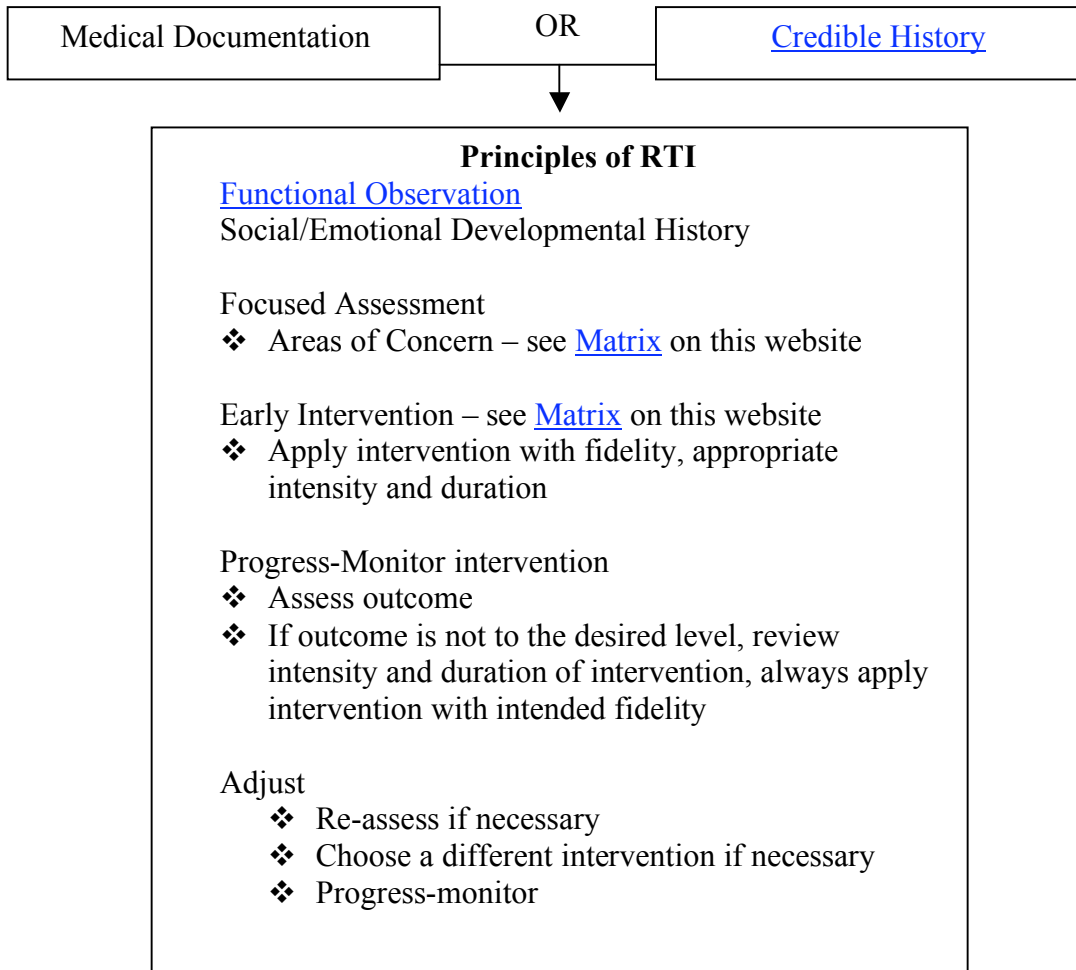 Medical Documentation OR Credible History
Principles of RTI
Functional Observation
Social/Emotional Developmental History
Focused Assessment
❖ Areas of Concern – see Matrix on this website
Early Intervention – see Matrix on this website
❖ Apply intervention with fidelity, appropriate
intensity and duration
Progress-Monitor intervention
❖ Assess outcome
❖ If outcome is not to the desired level, review
intensity and duration of intervention, always apply
intervention with intended fidelity
Adjust
❖ Re-assess if necessary
❖ Choose a different intervention if necessary
❖ Progress-monitor